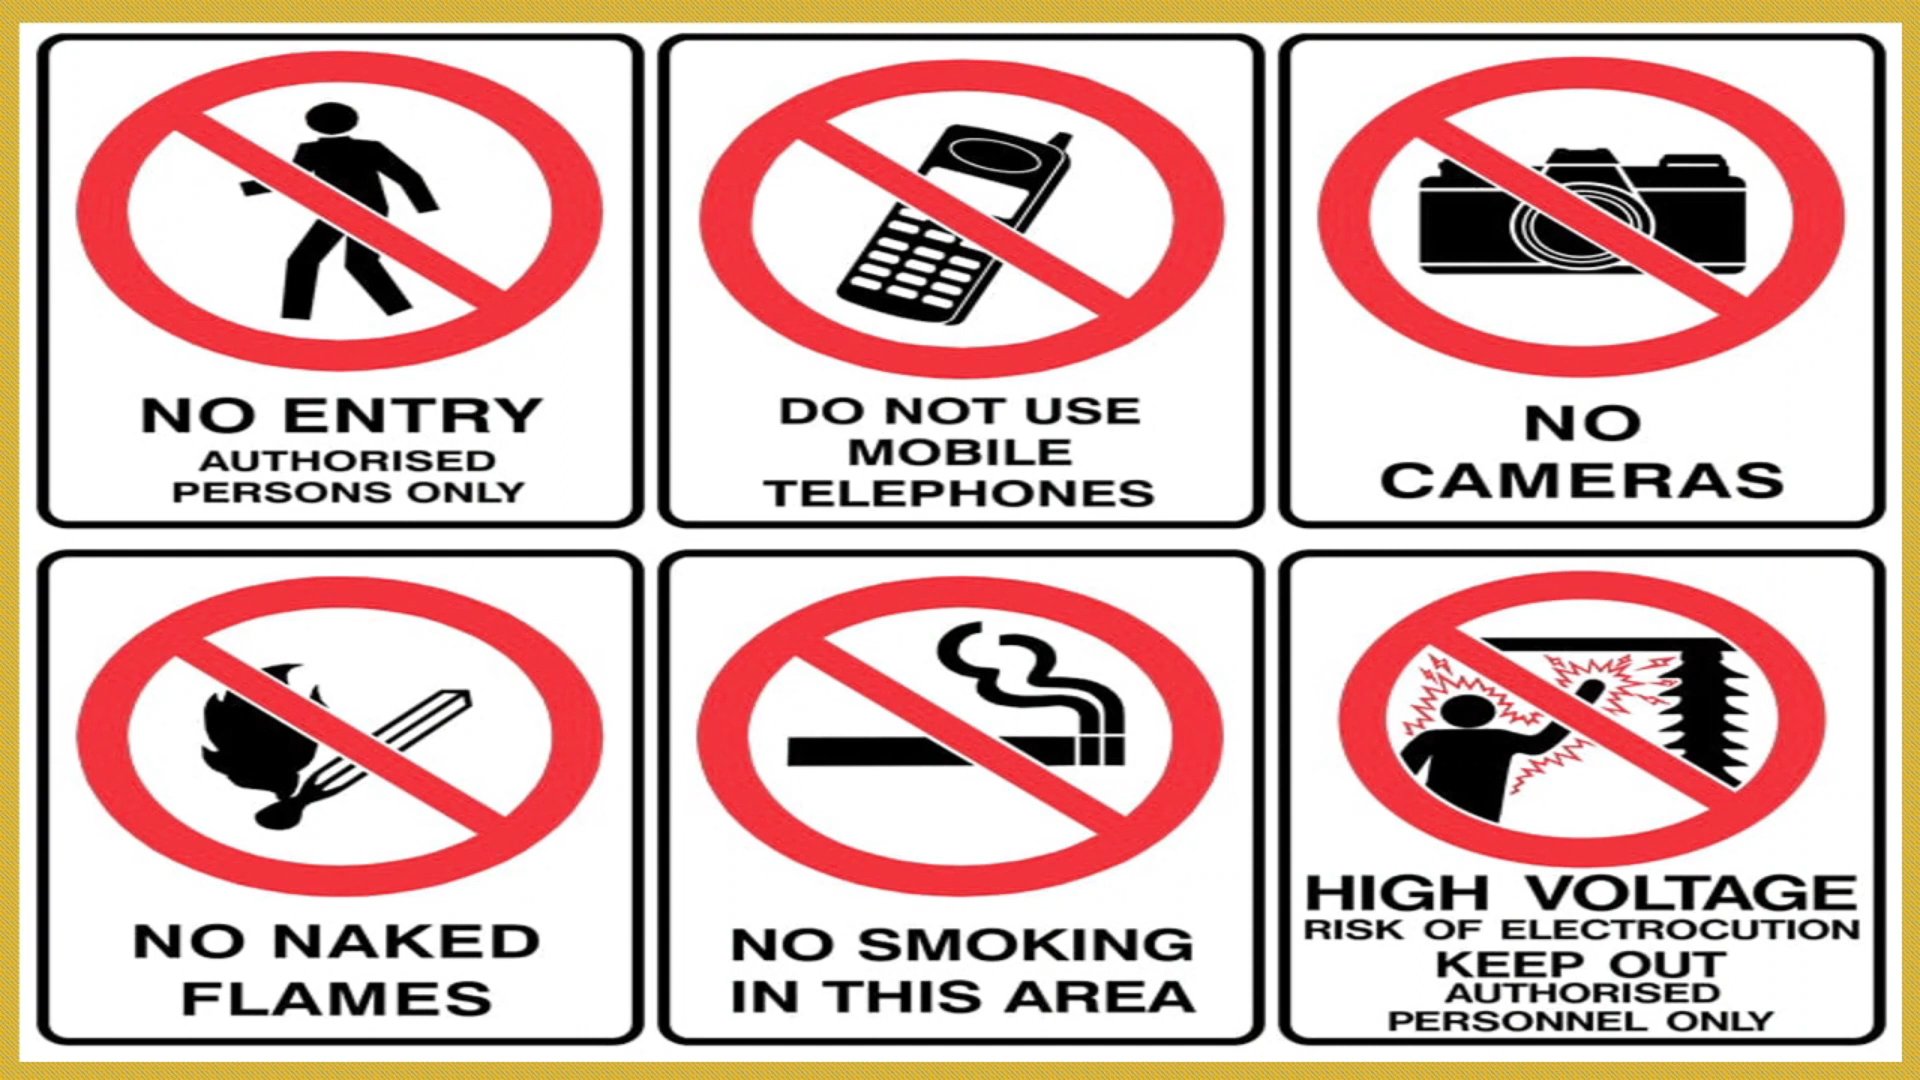 NO ENTRY
AUTHORISED
PERSONS ONLY
DO NOT USE
MOBILE
TELEPHONES
NO
CAMERAS
NO NAKED
FLAMES
NO SMOKING
IN THIS AREA
HIGH VOLTAGE
RISK OF ELECTROCUTION
KEEP OUT
AUTHORISED
PERSONNEL ONLY